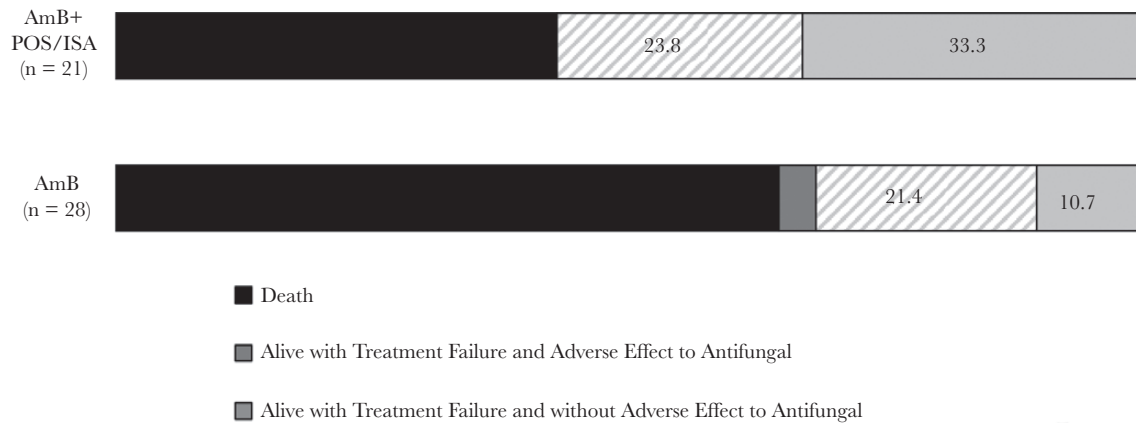 AmB+
POS/ISA
(n = 21)
23.8
33.3
AmB
(n = 28)
21.4
10.7
Death
Alive with Treatment Failure and Adverse Effect to Antifungal
Alive with Treatment Failure and without Adverse Effect to Antifungal